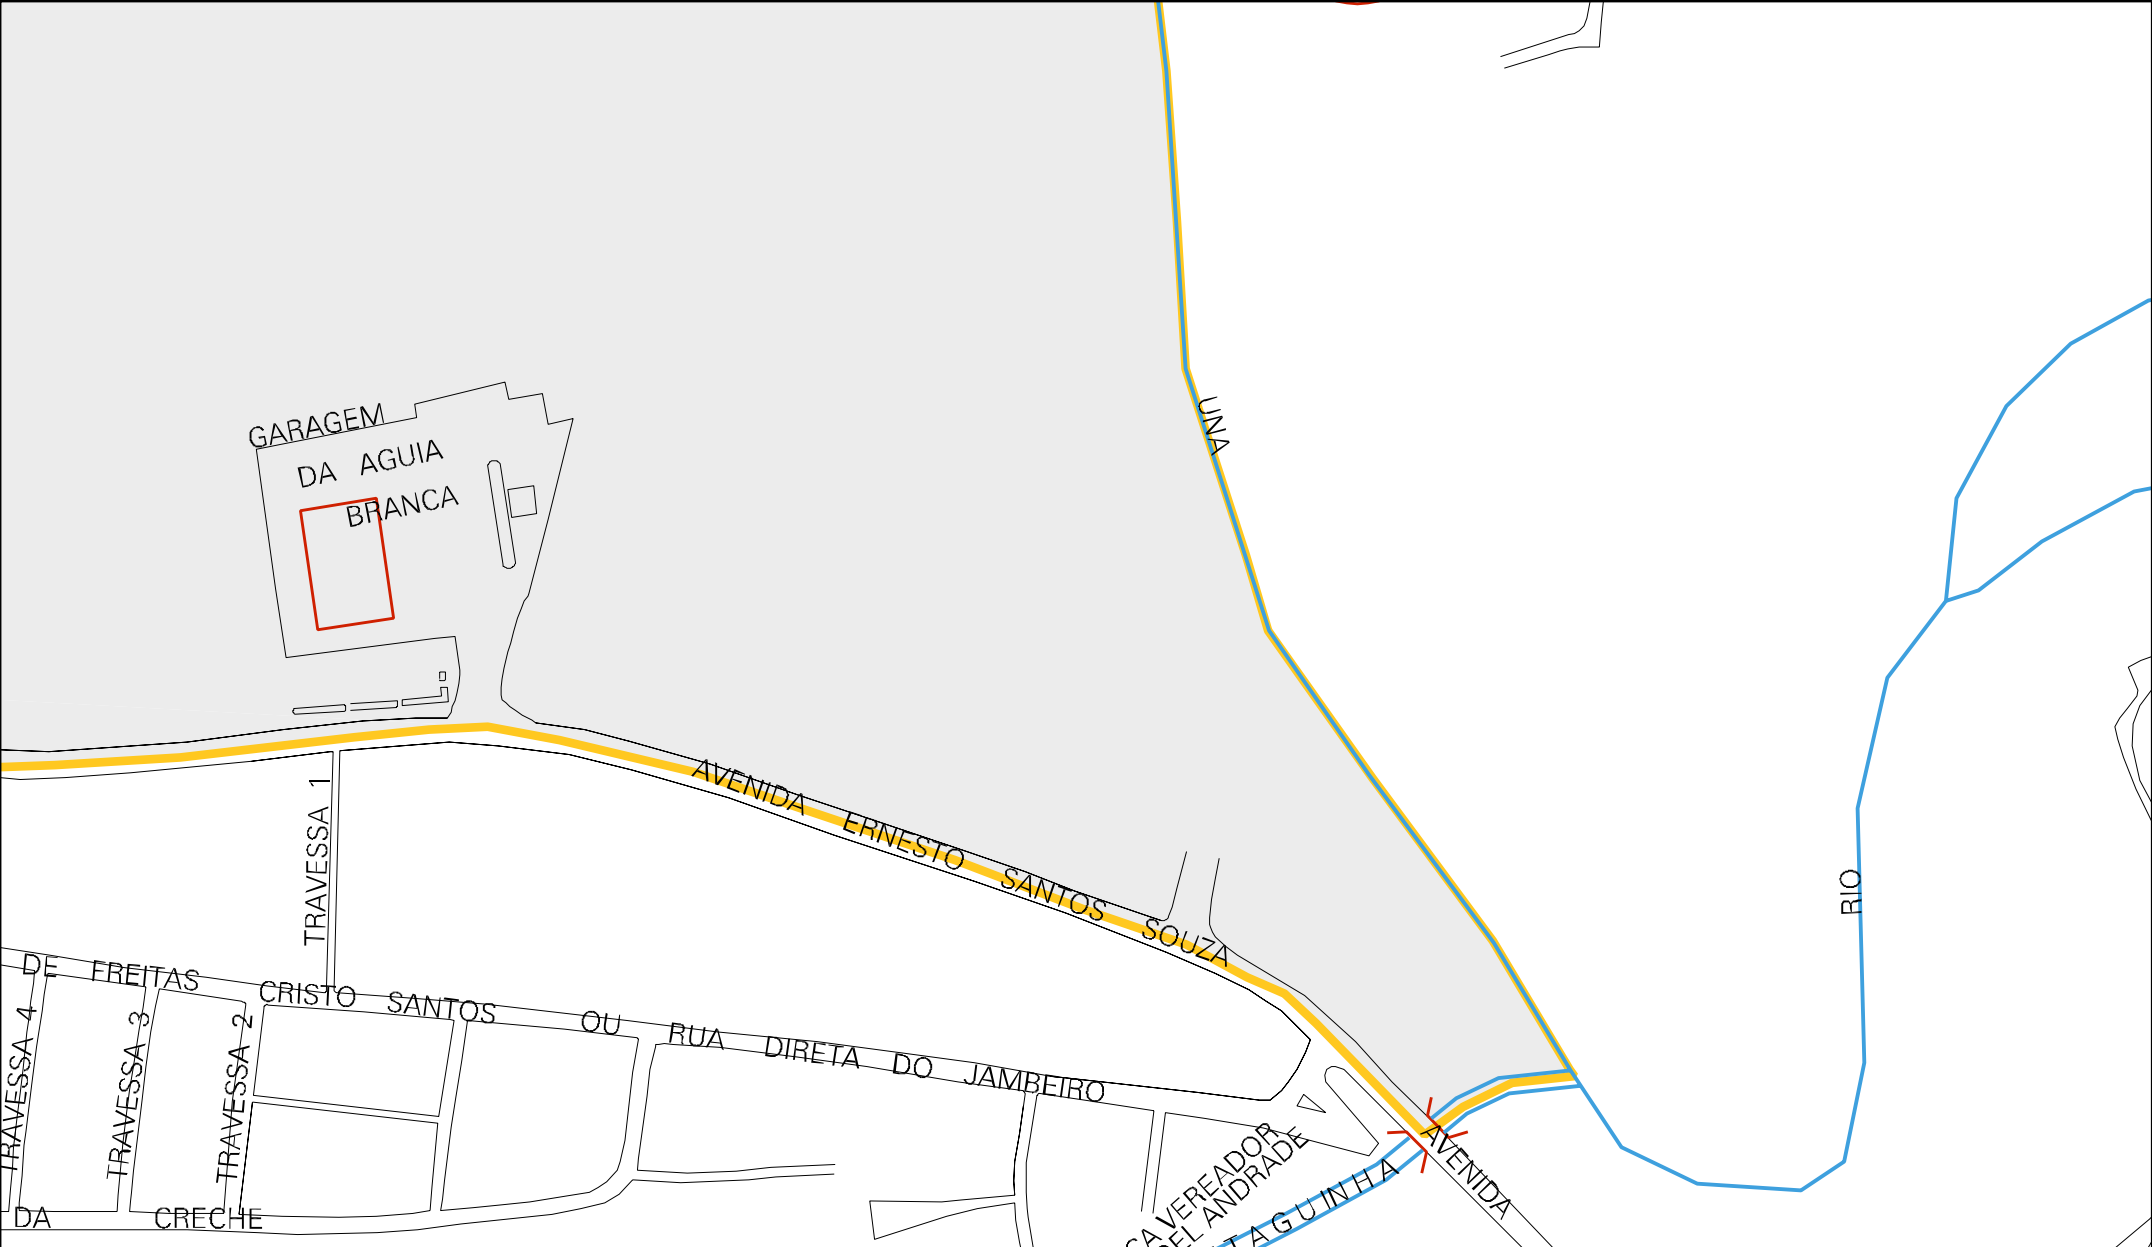 UNA
GARAGEM
DA AGUIA
BRANCA
AVENIDA ERNESTO SANTOS SOUZA
TRAVESSA 1
RIO
DE FREITAS CRISTO SANTOS OU RUA DIRETA DO JAMBEIRO
TRAVESSA 4
TRAVESSA 3
TRAVESSA 2
VEREADOR
ANDRADE
AVENIDA
DA CRECHE